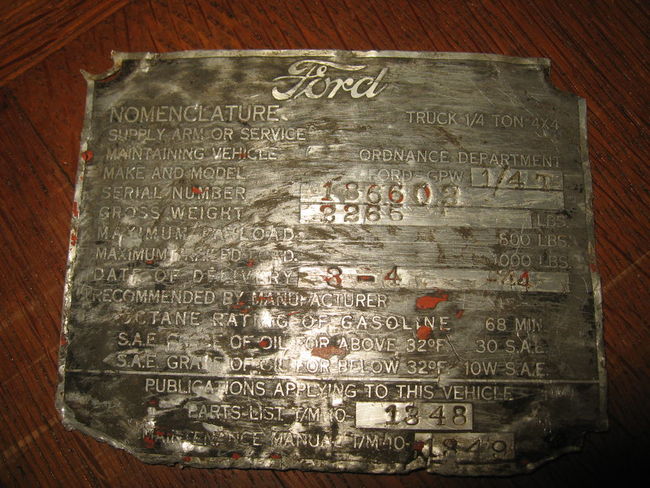 Ford
NOMENCLATURE TRUCK 1/4 TON 4X4
SUPPLY ARM OR SERVICE
MAINTAINING VEHICLE ORDNANCE DEPARTMENT
MAKE AND MODEL FORD GPW 1/4 T
SERIAL NUMBER 186602
GROSS WEIGHT 3265 LBS.
MAXIMUM PAYLOAD 800 LBS.
MAXIMUM LOAD 1000 LBS.
DATE OF DELIVERY 3-4 44
RECOMMENDED BY MANUFACTURER
OCTANE RATING OF GASOLINE 68 MIN.
S.A.E. GRADE OF OIL FOR ABOVE 32°F. 30 S.A.E.
S.A.E. GRADE OF OIL FOR BELOW 32°F. 10W S.A.E.
PUBLICATIONS APPLYING TO THIS VEHICLE
PARTS-LIST T/M-10- 1348
MAINTENANCE MANUAL T/M-10- 1349